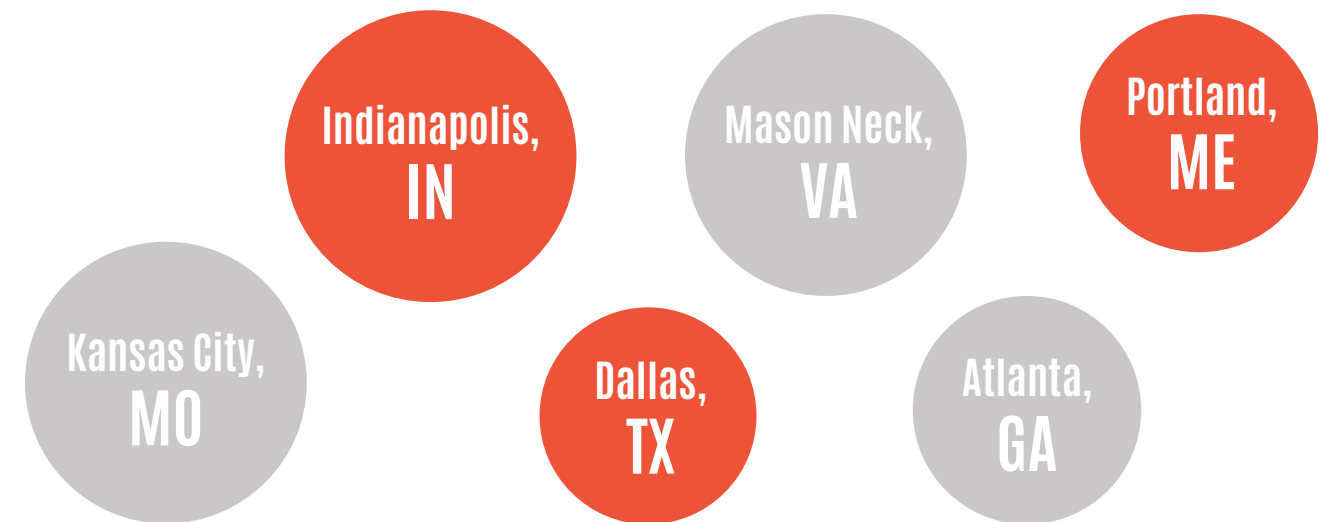 Indianapolis,
IN
Mason Neck,
VA
Portland,
ME
Kansas City,
MO
Dallas,
TX
Atlanta,
GA